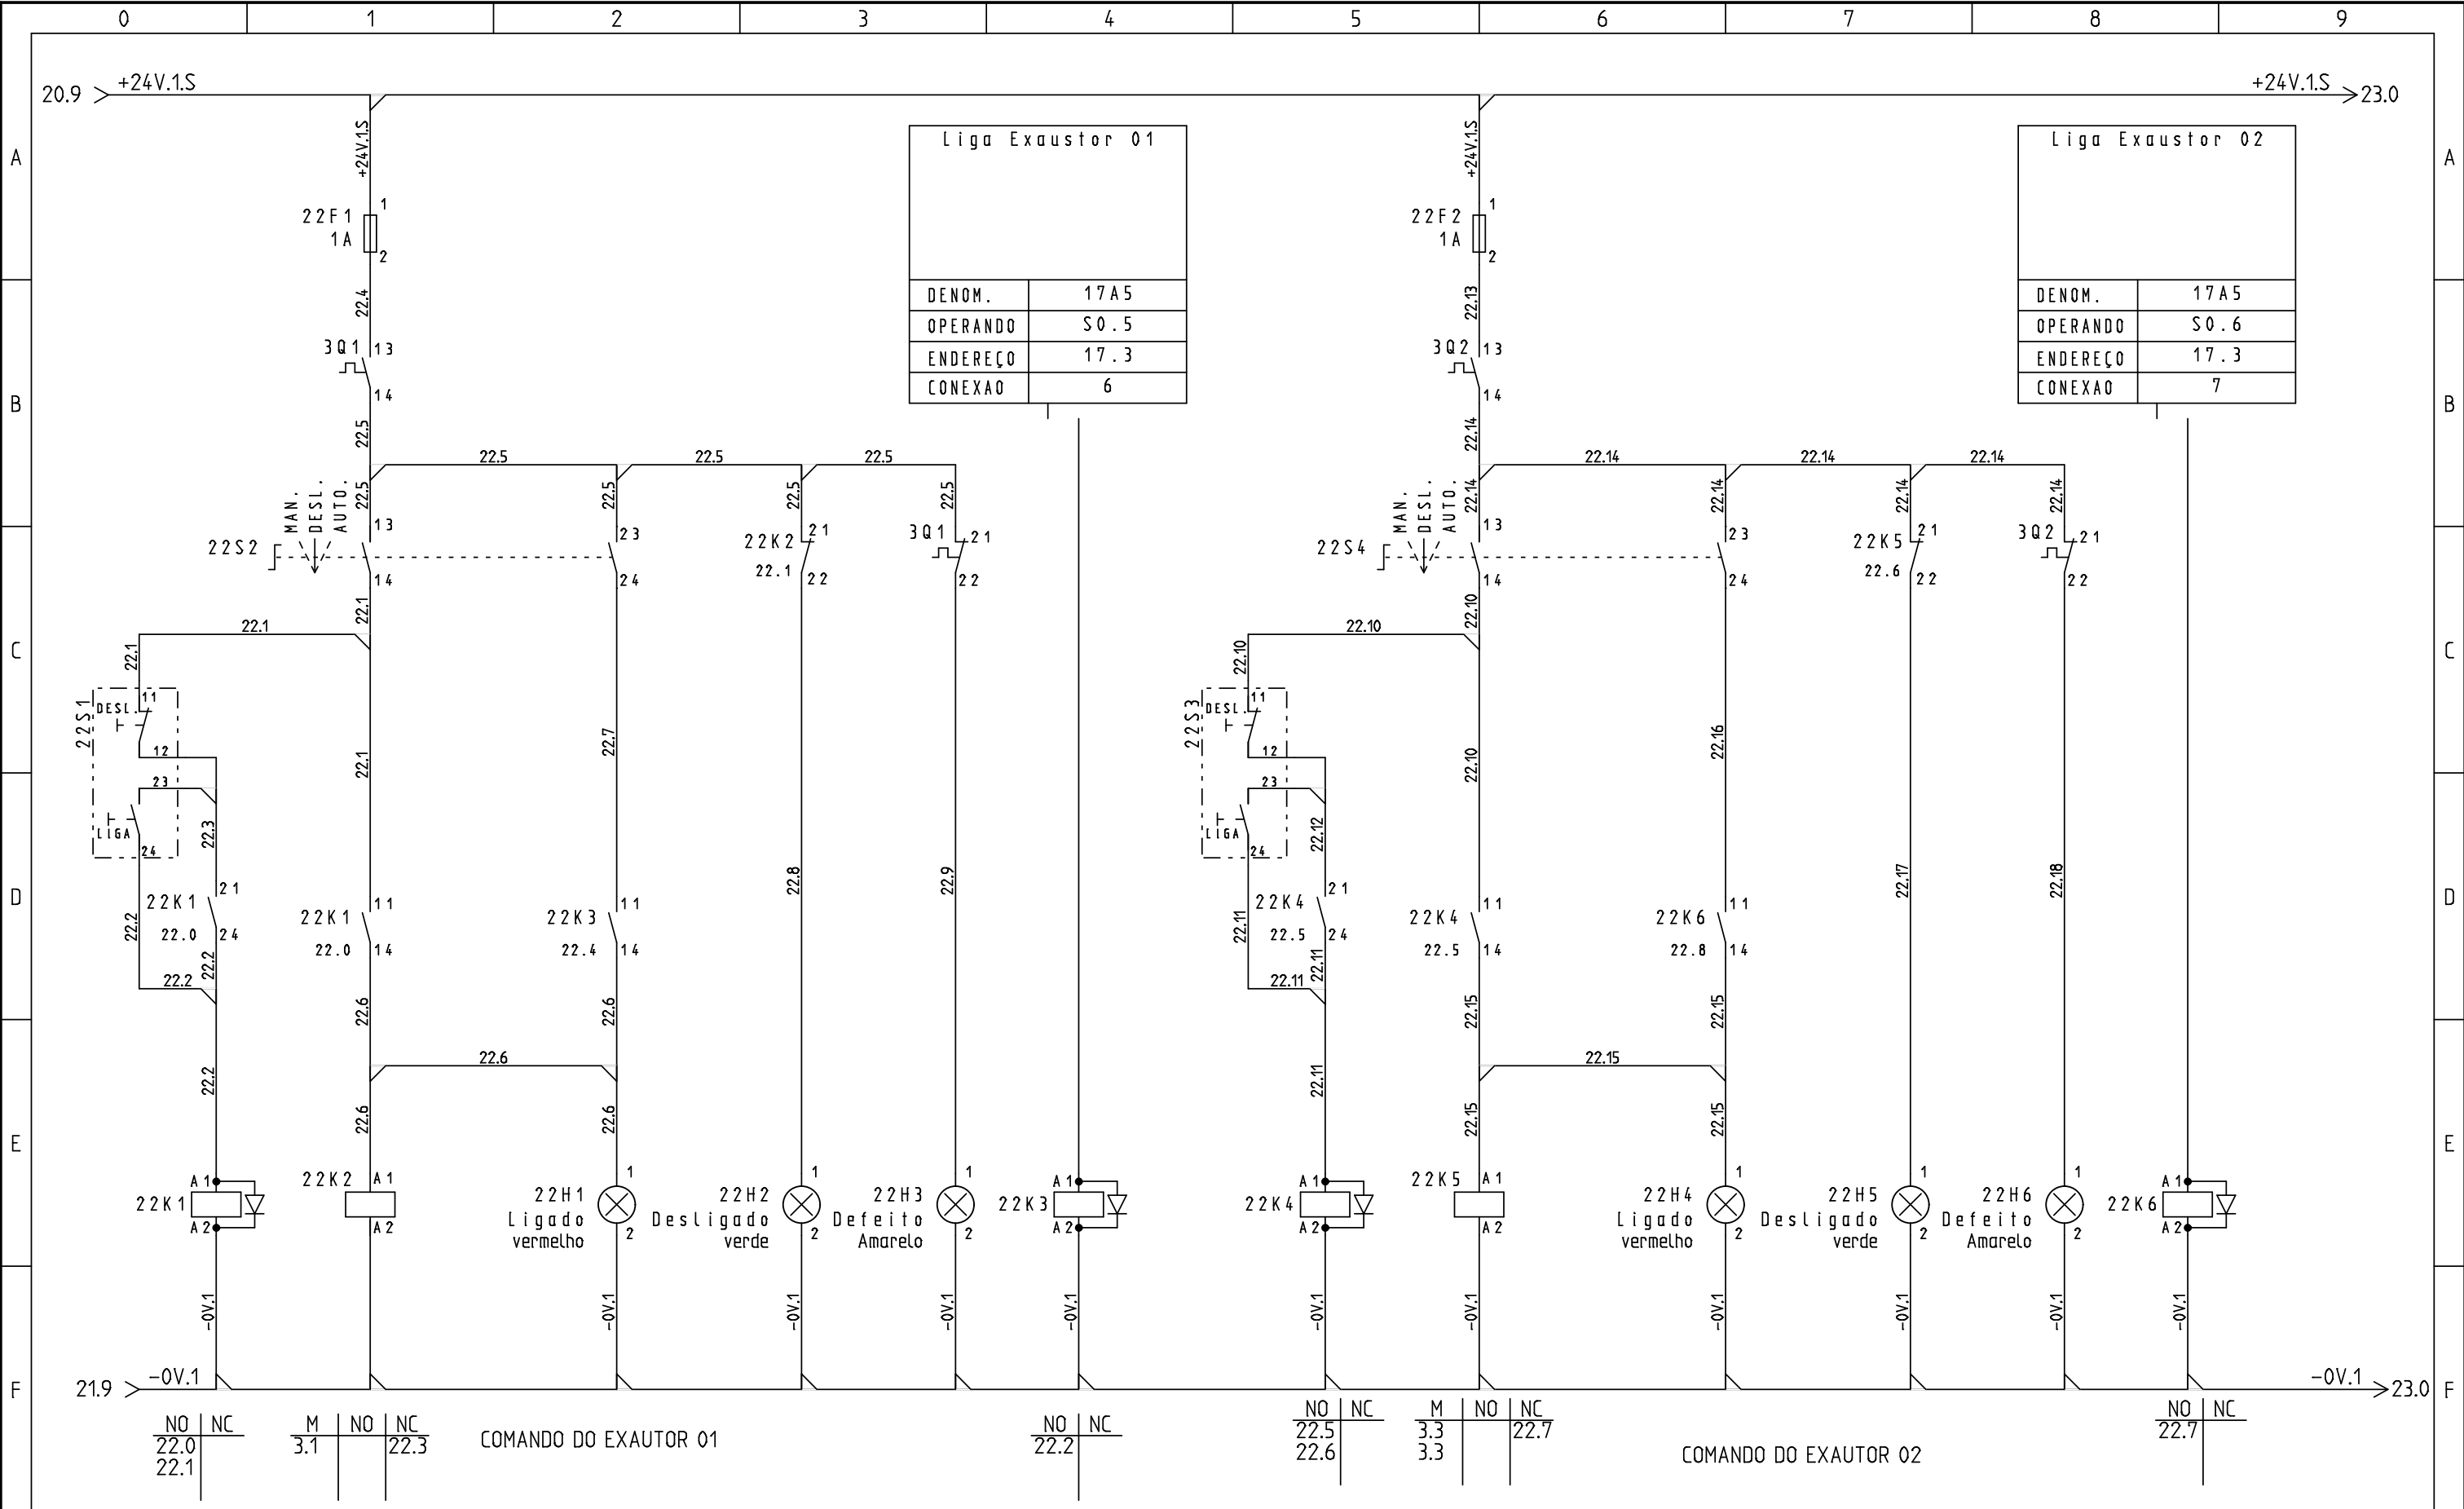 0 1 2 3 4 5 6 7 8 9
20.9 +24V.1.S
+24V.1.S 23.0
A
A
+24V.1.S
22F1
1A
1
2
22.4
3Q1
13
14
22.5
Liga Exaustor 01
DENOM. 17A5
OPERANDO S0.5
ENDEREÇO 17.3
CONEXAO 6
+24V.1.S
22F2
1A
1
2
22.13
3Q2
13
14
22.14
Liga Exaustor 02
DENOM. 17A5
OPERANDO S0.6
ENDEREÇO 17.3
CONEXAO 7
B
B
22.5 22.5 22.5
22.5 22.5 22.5 22.5
MAN.
DESL.
AUTO.
22S2
13
14
23
24
22K2
22.1
21
22
3Q1
21
22
22.14 22.14 22.14
22.14 22.14 22.14 22.14
MAN.
DESL.
AUTO.
22S4
13
14
23
24
22K5
22.6
21
22
3Q2
21
22
C
C
22.1
22.1
22.1
22S1
DESL.
11
12
23
LIGA
24
22.3
22.1
22.7
22.8
22.9
22.10
22.10
22.10
22S3
DESL.
11
12
23
LIGA
24
22.12
22.10
22.16
22.17
22.18
D
D
22.2
22K1
22.0
21
24
22.2
22.2
22K1
22.0
11
14
22K3
22.4
11
14
22.11
22K4
22.5
21
24
22.11
22.11
22K4
22.5
11
14
22K6
22.8
11
14
22.6
22.6
22.6
22.2
22.6
22.6
22.15
22.15
22.15
22.11
22.15
22.15
E
E
22K1
A1
A2
22K2
A1
A2
22H1
Ligado
vermelho
1
2
22H2
Desligado
verde
1
2
22H3
Defeito
Amarelo
1
2
22K3
A1
A2
22K4
A1
A2
22K5
A1
A2
22H4
Ligado
vermelho
1
2
22H5
Desligado
verde
1
2
22H6
Defeito
Amarelo
1
2
22K6
A1
A2
-0V.1 -0V.1 -0V.1 -0V.1 -0V.1 -0V.1 -0V.1 -0V.1 -0V.1 -0V.1 -0V.1
F
F
21.9 -0V.1
-0V.1 23.0
NO NC
22.0
22.1
M NO NC
3.1 22.3
COMANDO DO EXAUTOR 01
NO NC
22.2
NO NC
22.5
22.6
M NO NC
3.3 22.7
3.3
COMANDO DO EXAUTOR 02
NO NC
22.7